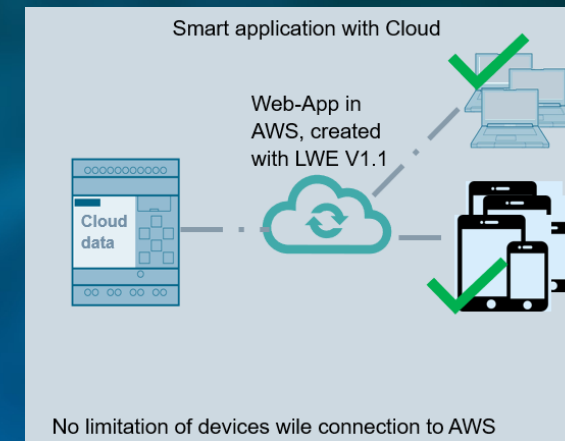 Smart application with Cloud
Web-App in
AWS, created
with LWE V1.1
Cloud
data
No limitation of devices wile connection to AWS